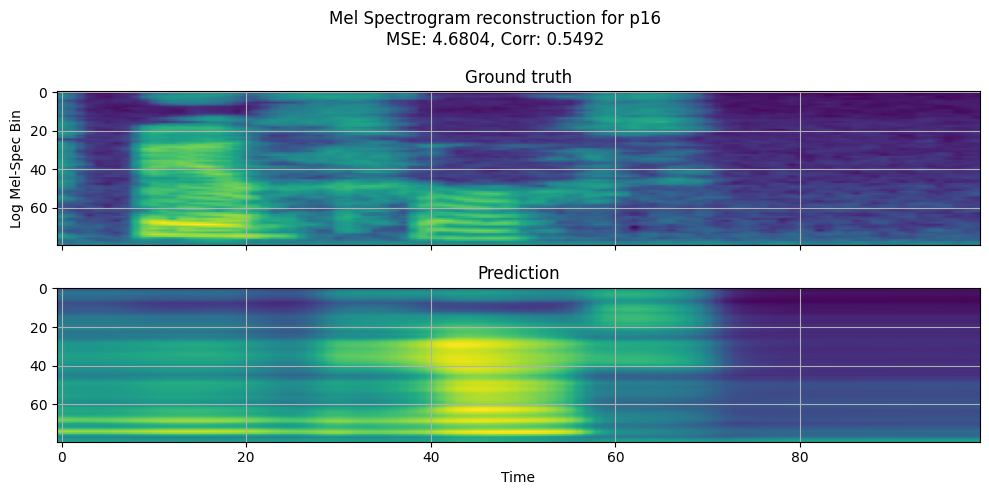 Mel Spectrogram reconstruction for p16
MSE: 4.6804, Corr: 0.5492
Ground truth
Log Mel-Spec Bin
0
20
40
60
Prediction
0
20
40
60
0 20 40 60 80
Time